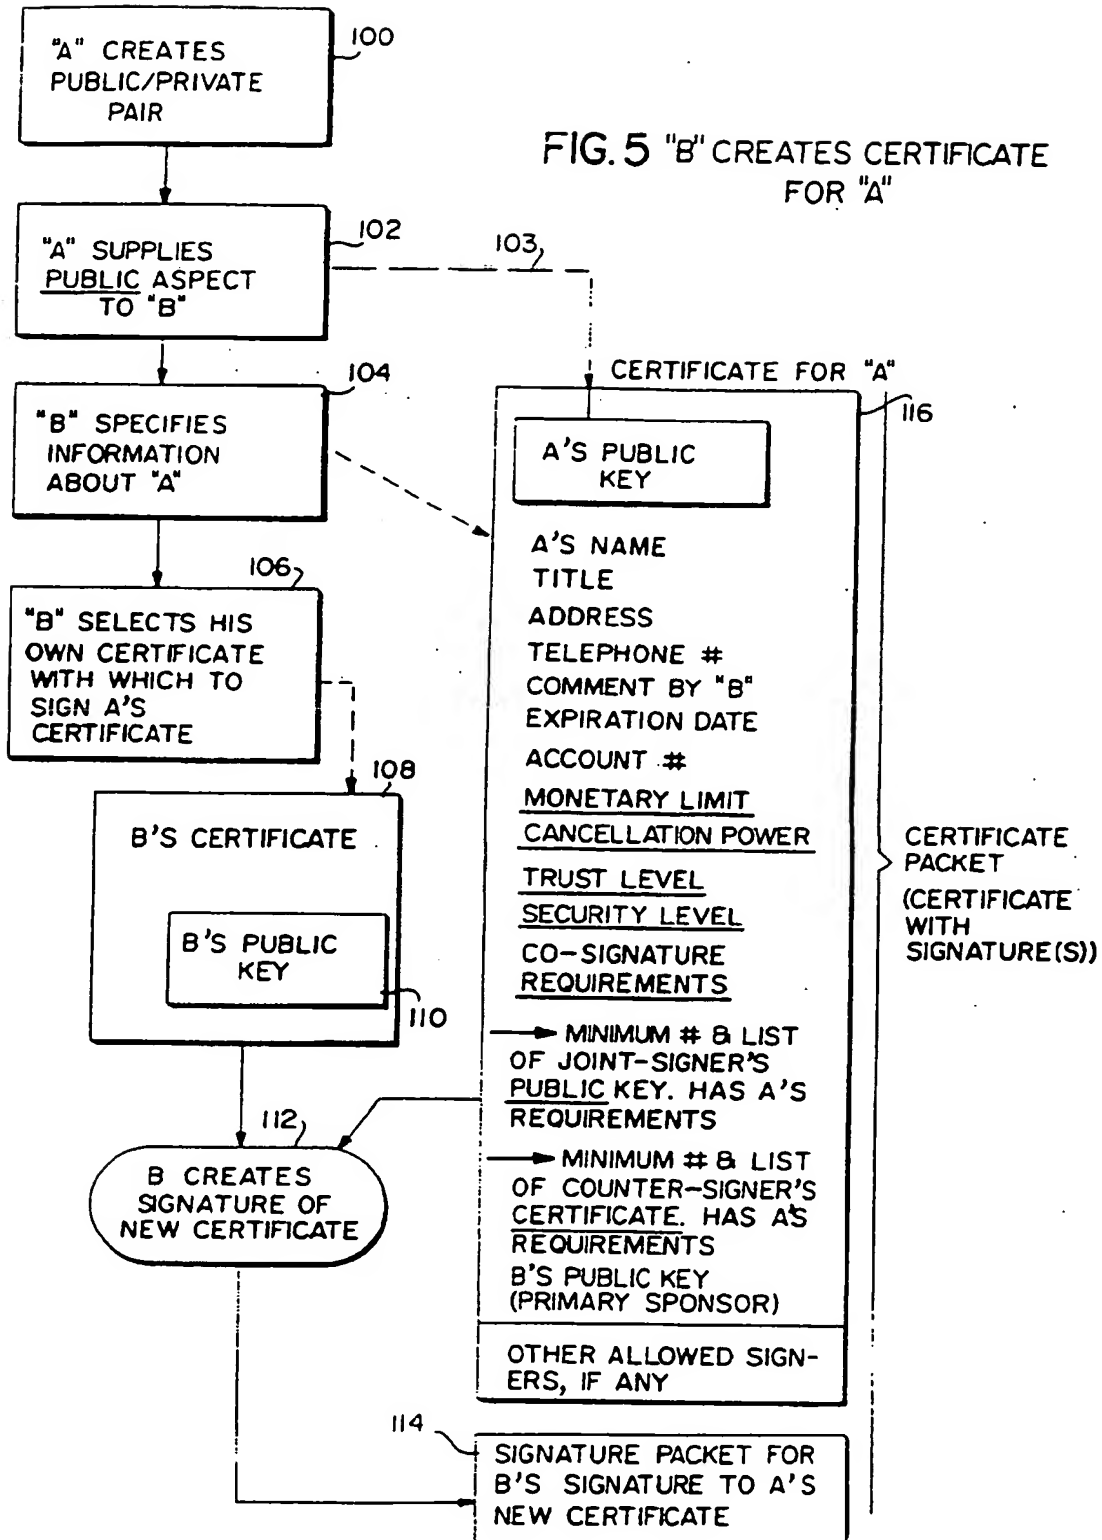 "A" CREATES
PUBLIC/PRIVATE
PAIR
100
FIG. 5 "B" CREATES CERTIFICATE
FOR "A"
"A" SUPPLIES
PUBLIC ASPECT
TO "B"
102
103
"B" SPECIFIES
INFORMATION
ABOUT "A"
104
"B" SELECTS HIS
OWN CERTIFICATE
WITH WHICH TO
SIGN A'S
CERTIFICATE
106
B'S CERTIFICATE
108
B'S PUBLIC
KEY
110
B CREATES
SIGNATURE OF
NEW CERTIFICATE
112
CERTIFICATE FOR "A"
116
A'S PUBLIC
KEY
A'S NAME
TITLE
ADDRESS
TELEPHONE #
COMMENT BY "B"
EXPIRATION DATE
ACCOUNT #
MONETARY LIMIT
CANCELLATION POWER
TRUST LEVEL
SECURITY LEVEL
CO-SIGNATURE
REQUIREMENTS
MINIMUM # & LIST
OF JOINT-SIGNER'S
PUBLIC KEY. HAS A'S
REQUIREMENTS
MINIMUM # & LIST
OF COUNTER-SIGNER'S
CERTIFICATE. HAS A'S
REQUIREMENTS
B'S PUBLIC KEY
(PRIMARY SPONSOR)
OTHER ALLOWED SIGN-
ERS, IF ANY
CERTIFICATE
PACKET
(CERTIFICATE
WITH
SIGNATURE(S))
114
SIGNATURE PACKET FOR
B'S SIGNATURE TO A'S
NEW CERTIFICATE